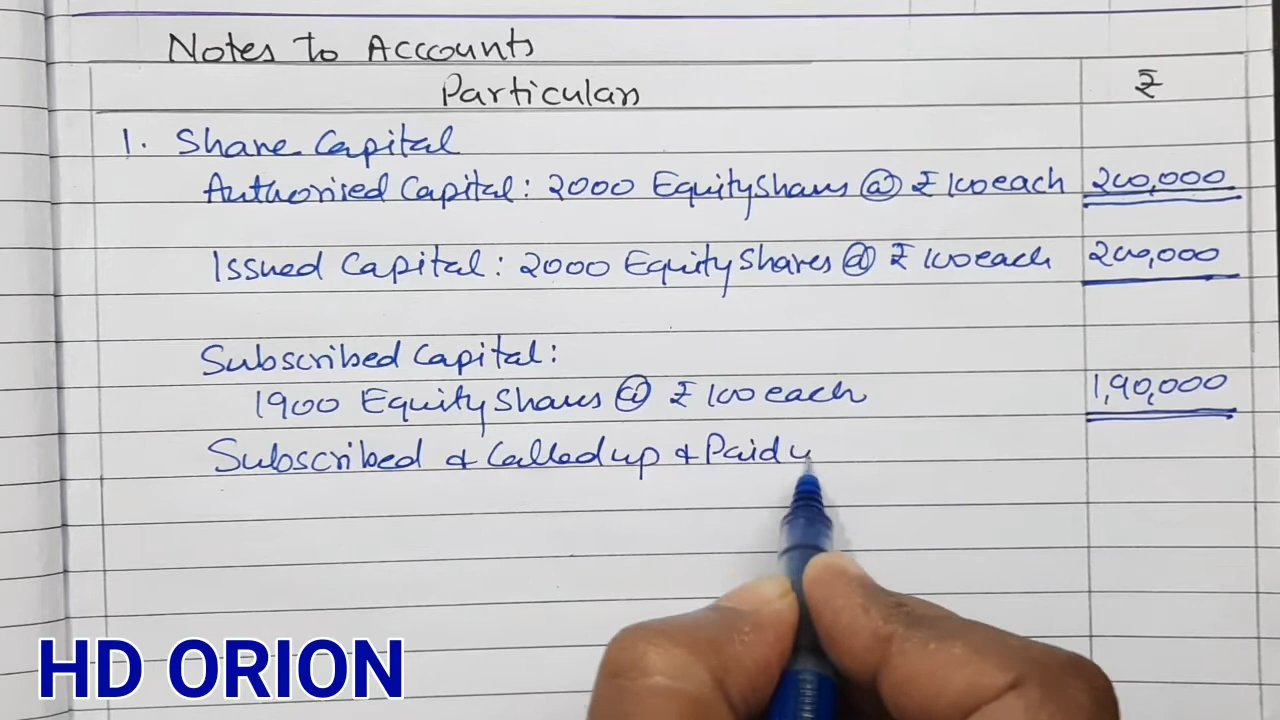 Notes to Accounts
Particulars ₹
1. Share Capital
Authorised Capital: 2000 Equity Shares @ ₹ 100 each 200,000
Issued Capital: 2000 Equity Shares @ ₹ 100 each 200,000
Subscribed Capital:
1900 Equity Shares @ ₹ 100 each 1,90,000
Subscribed & Called up & Paid u
HD ORION